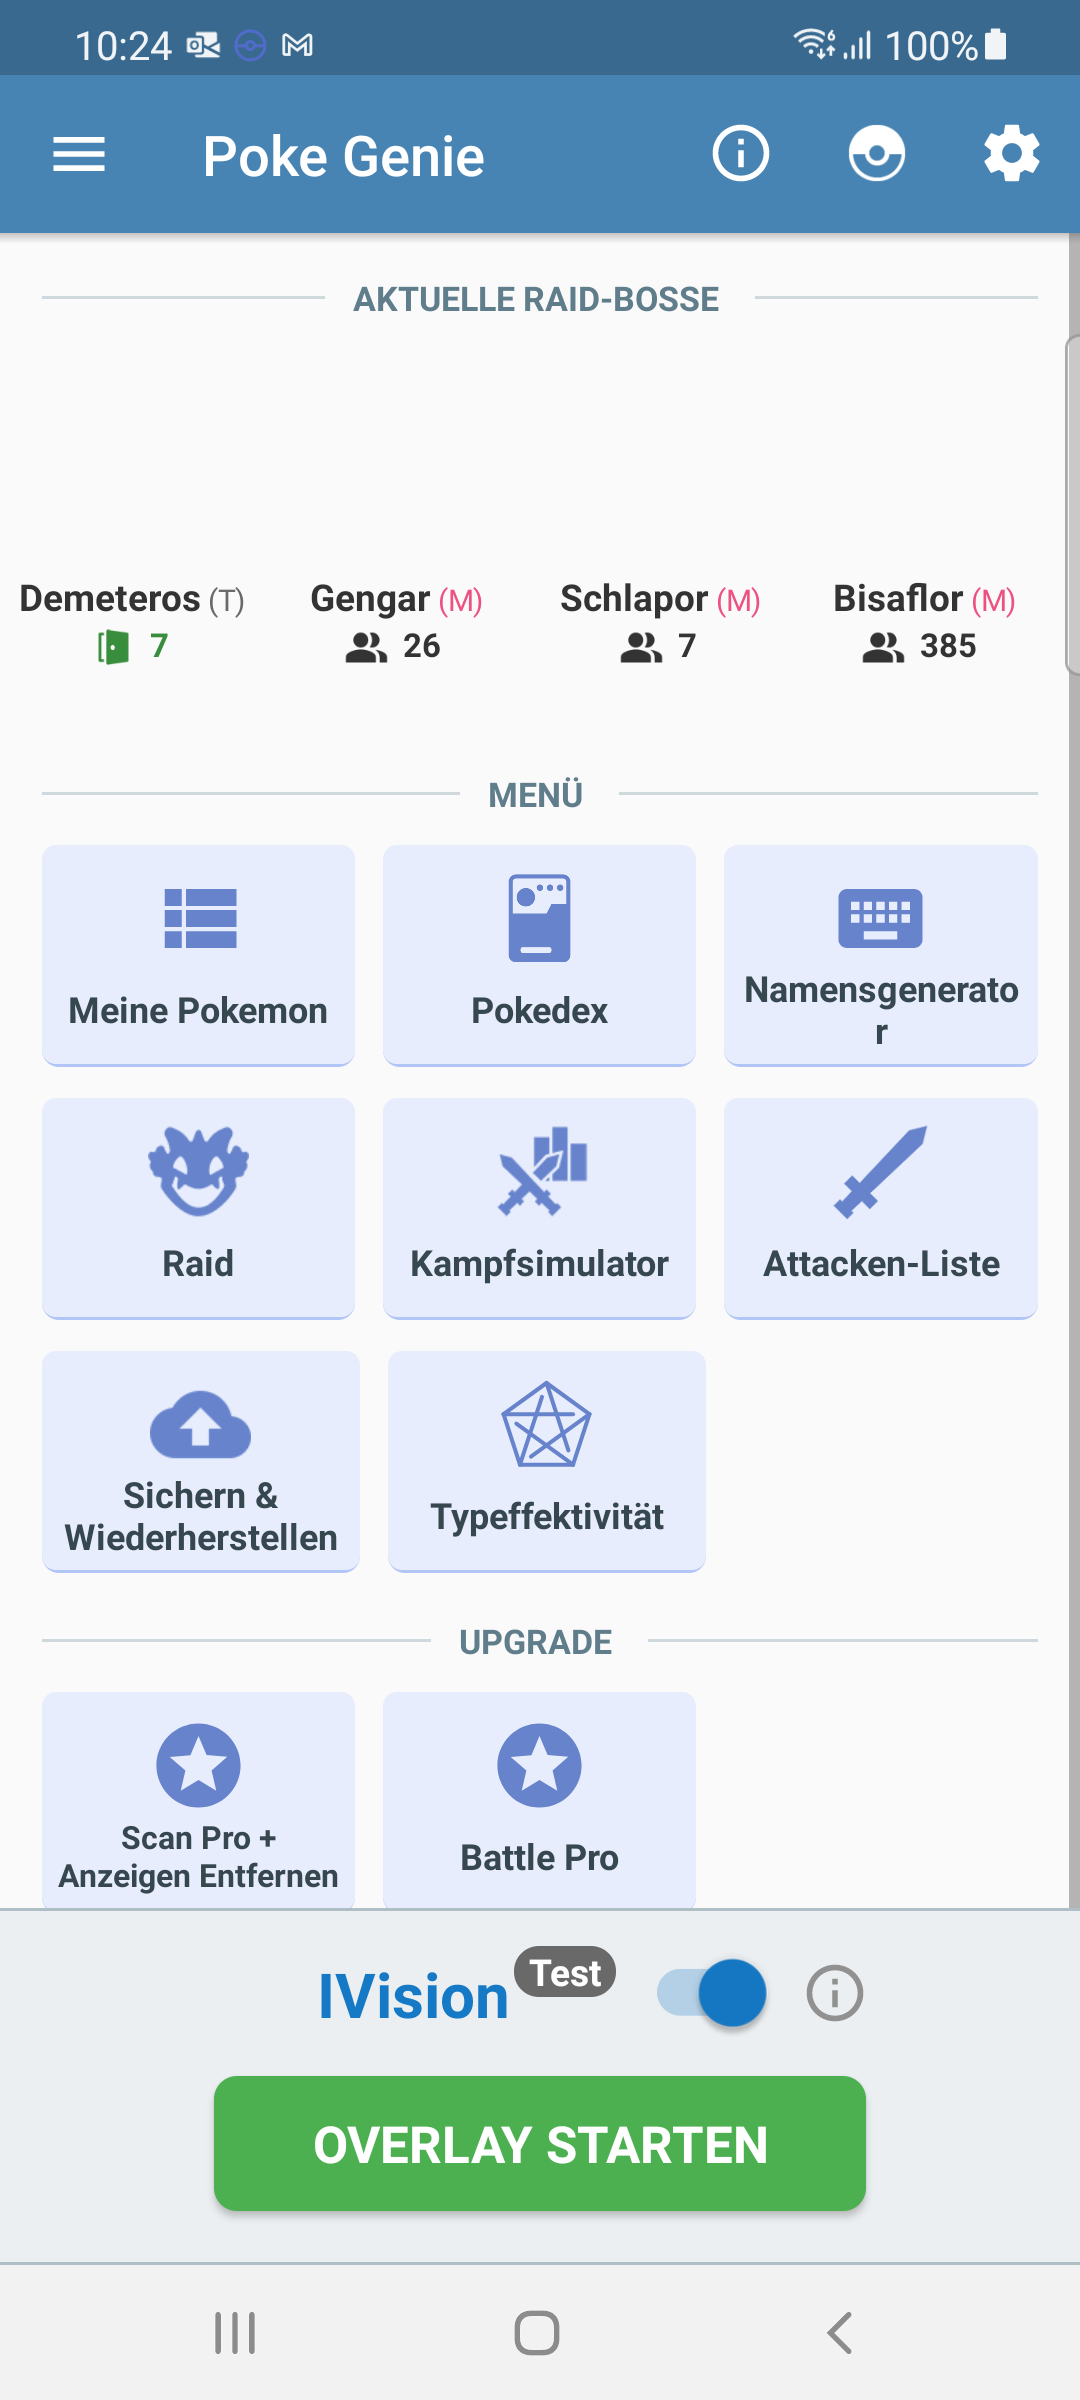 10:24 100%
Poke Genie
AKTUELLE RAID-BOSSE
Demeteros (T) Gengar (M) Schlapor (M) Bisaflor (M)
7 26 7 385
MENÜ
Meine Pokemon
Pokedex
Namensgenerato
r
Raid
Kampfsimulator
Attacken-Liste
Sichern &
Wiederherstellen
Typeffektivität
UPGRADE
Scan Pro +
Anzeigen Entfernen
Battle Pro
IVision Test
OVERLAY STARTEN